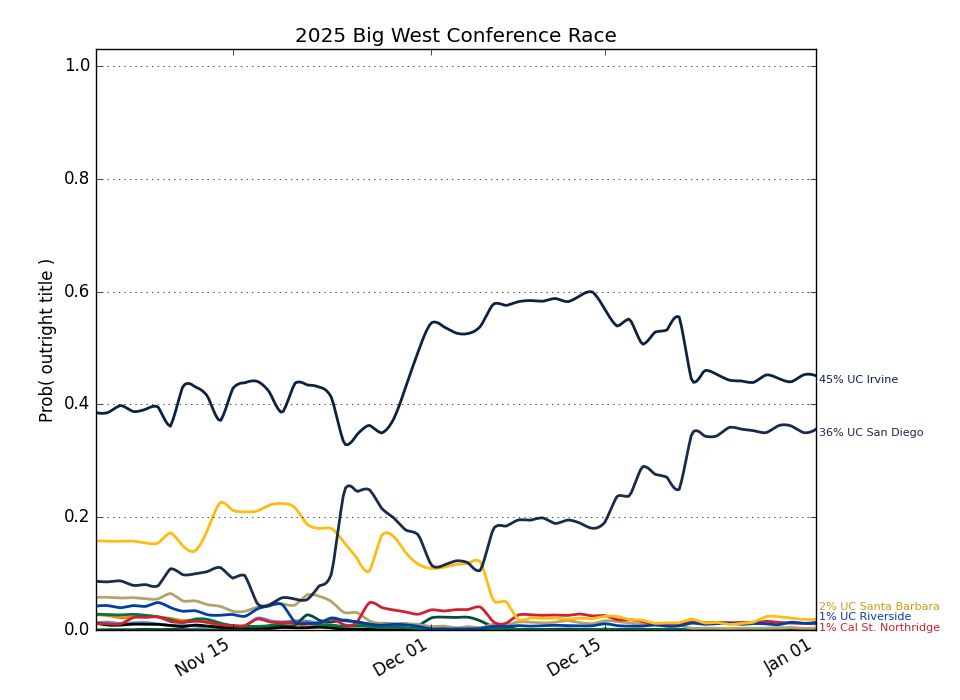 2025 Big West Conference Race
Prob( outright title )
1.0
0.8
0.6
0.4
0.2
0.0
Nov 15
Dec 01
Dec 15
Jan 01
45% UC Irvine
36% UC San Diego
2% UC Santa Barbara
1% UC Riverside
1% Cal St. Northridge